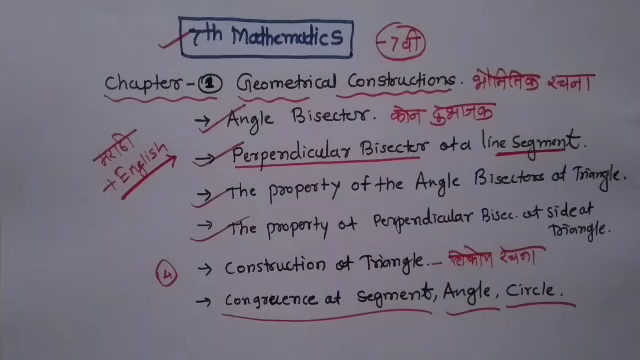 7th Mathematics -7वी
Chapter-① Geometrical Constructions. भौमितिक रचना
→ Angle Bisector. कोन दुभाजक
मराठी + English
→ Perpendicular Bisector of a line segment.
→ The property of the Angle Bisectors of Triangle.
→ The property of Perpendicular Bisec. of side of Triangle.
④ → Construction of Triangle. - त्रिकोण रचना
→ Congruence of Segment, Angle, Circle.